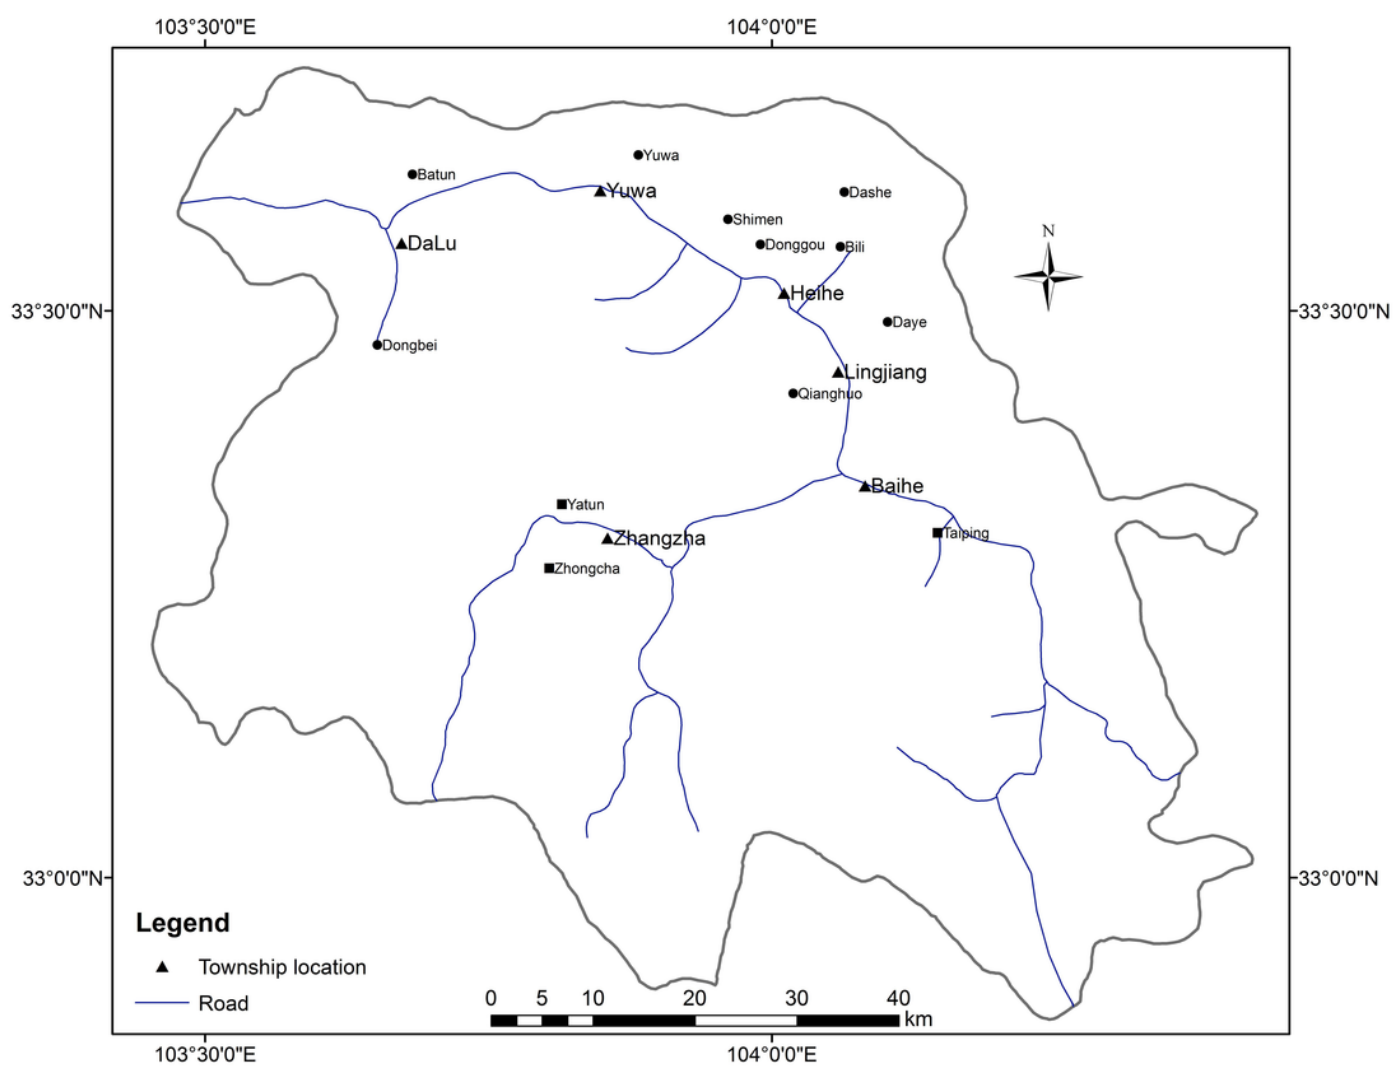 103°30'0"E
104°0'0"E
Yuwa
Batun
Yuwa
Dashe
Shimen
DaLu
Donggou
Bili
N
Heihe
33°30'0"N
33°30'0"N
Daye
Dongbei
Lingjiang
Qianghuo
Baihe
Yatun
Zhangzha
Taiping
Zhongcha
33°0'0"N
33°0'0"N
Legend
Township location
Road
0 5 10 20 30 40
km
103°30'0"E
104°0'0"E